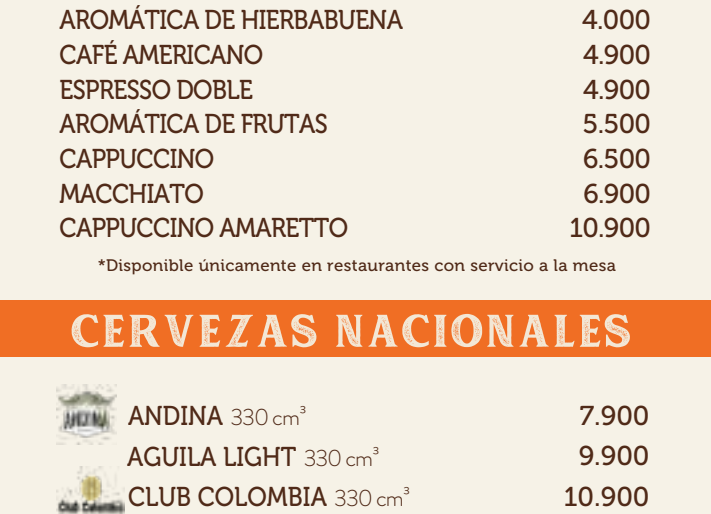 AROMÁTICA DE HIERBABUENA 4.000
CAFÉ AMERICANO 4.900
ESPRESSO DOBLE 4.900
AROMÁTICA DE FRUTAS 5.500
CAPPUCCINO 6.500
MACCHIATO 6.900
CAPPUCCINO AMARETTO 10.900
*Disponible únicamente en restaurantes con servicio a la mesa
CERVEZAS NACIONALES
ANDINA 330 cm³ 7.900
AGUILA LIGHT 330 cm³ 9.900
CLUB COLOMBIA 330 cm³ 10.900